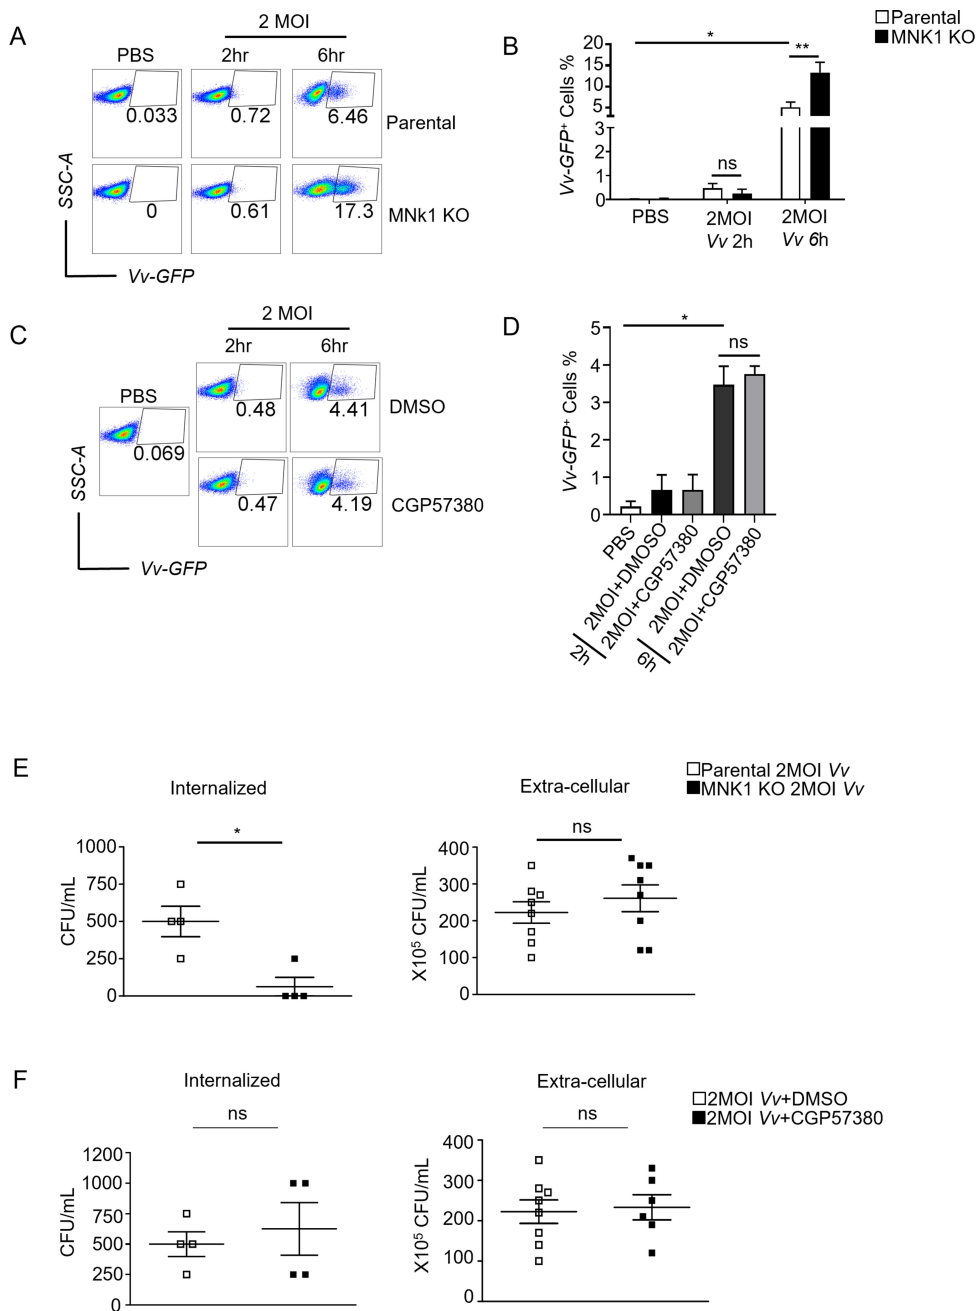 A
2 MOI
PBS
2hr
6hr
0.033
0.72
6.46
Parental
0
0.61
17.3
MNk1 KO
SSC-A
Vv-GFP
B
Parental
MNK1 KO
*
**
ns
20
15
10
5
3
2
1
0
Vv-GFP+ Cells %
PBS
2MOI
Vv 2h
2MOI
Vv 6h
C
2 MOI
2hr
6hr
PBS
0.48
4.41
DMSO
0.069
0.47
4.19
CGP57380
SSC-A
Vv-GFP
D
*
ns
5
4
3
2
1
0
Vv-GFP+ Cells %
PBS
2MOI+DMOSO
2MOI+CGP57380
2MOI+DMOSO
2MOI+CGP57380
2h
6h
E
Internalized
*
1000
750
500
250
0
CFU/mL
Extra-cellular
ns
400
300
200
100
0
X10⁵ CFU/mL
Parental 2MOI Vv
MNK1 KO 2MOI Vv
F
Internalized
ns
1200
1000
750
500
250
0
CFU/mL
Extra-cellular
ns
400
300
200
100
0
X10⁵ CFU/mL
2MOI Vv+DMSO
2MOI Vv+CGP57380